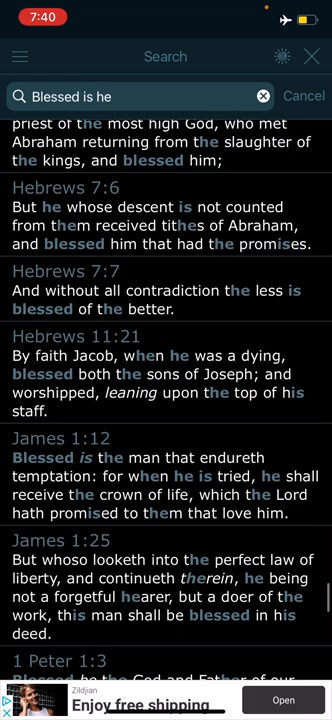 7:40
Search
Blessed is he
Cancel
priest of the most high God, who met
Abraham returning from the slaughter of
the kings, and blessed him;
Hebrews 7:6
But he whose descent is not counted
from them received tithes of Abraham,
and blessed him that had the promises.
Hebrews 7:7
And without all contradiction the less is
blessed of the better.
Hebrews 11:21
By faith Jacob, when he was a dying,
blessed both the sons of Joseph; and
worshipped, leaning upon the top of his
staff.
James 1:12
Blessed is the man that endureth
temptation: for when he is tried, he shall
receive the crown of life, which the Lord
hath promised to them that love him.
James 1:25
But whoso looketh into the perfect law of
liberty, and continueth therein, he being
not a forgetful hearer, but a doer of the
work, this man shall be blessed in his
deed.
1 Peter 1:3
Blessed be the God and Father of our
Zildjian
Enjoy free shipping
Open